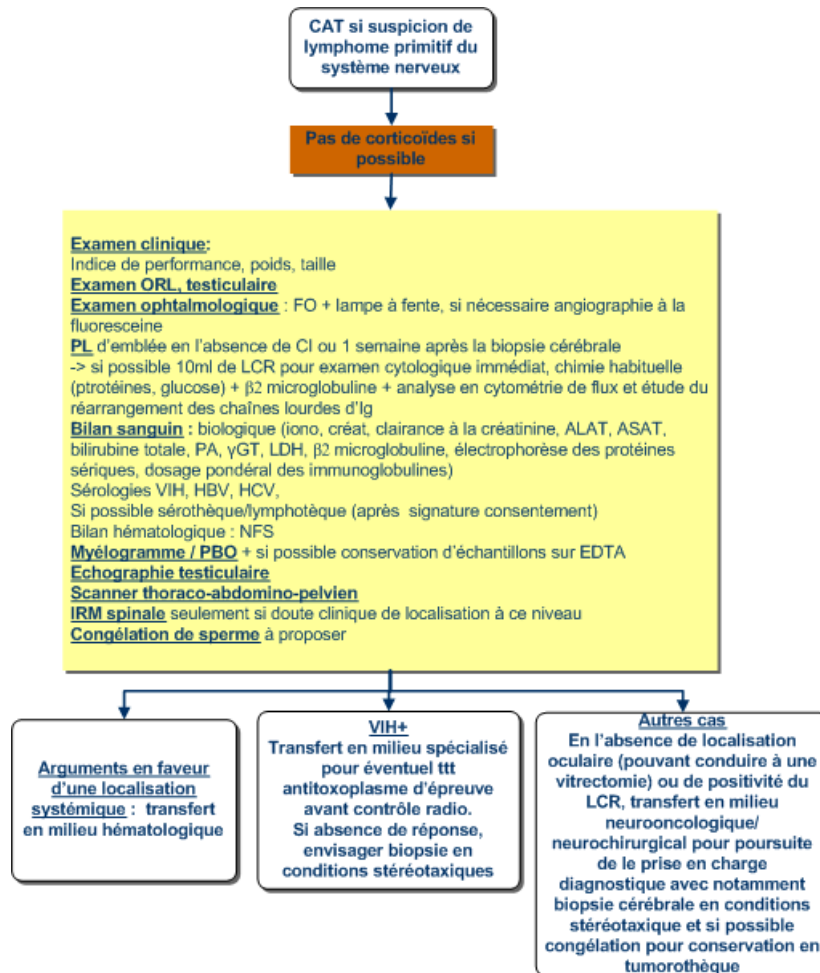 CAT si suspicion de
lymphome primitif du
système nerveux
Pas de corticoïdes si
possible
Examen clinique:
Indice de performance, poids, taille
Examen ORL, testiculaire
Examen ophtalmologique : FO + lampe à fente, si nécessaire angiographie à la
fluoresceine
PL d'emblée en l'absence de CI ou 1 semaine après la biopsie cérébrale
-> si possible 10ml de LCR pour examen cytologique immédiat, chimie habituelle
(ptrotéines, glucose) + β2 microglobuline + analyse en cytométrie de flux et étude du
réarrangement des chaînes lourdes d'Ig
Bilan sanguin : biologique (iono, créat, clairance à la créatinine, ALAT, ASAT,
bilirubine totale, PA, γGT, LDH, β2 microglobuline, électrophorèse des protéines
sériques, dosage pondéral des immunoglobulines)
Sérologies VIH, HBV, HCV,
Si possible sérothèque/lymphotèque (après signature consentement)
Bilan hématologique : NFS
Myélogramme / PBO + si possible conservation d'échantillons sur EDTA
Echographie testiculaire
Scanner thoraco-abdomino-pelvien
IRM spinale seulement si doute clinique de localisation à ce niveau
Congélation de sperme à proposer
Arguments en faveur
d'une localisation
systémique : transfert
en milieu hématologique
VIH+
Transfert en milieu spécialisé
pour éventuel ttt
antitoxoplasme d'épreuve
avant contrôle radio.
Si absence de réponse,
envisager biopsie en
conditions stéréotaxiques
Autres cas
En l'absence de localisation
oculaire (pouvant conduire à une
vitrectomie) ou de positivité du
LCR, transfert en milieu
neurooncologique/
neurochirurgical pour poursuite
de le prise en charge
diagnostique avec notamment
biopsie cérébrale en conditions
stéréotaxique et si possible
congélation pour conservation en
tumorothèque